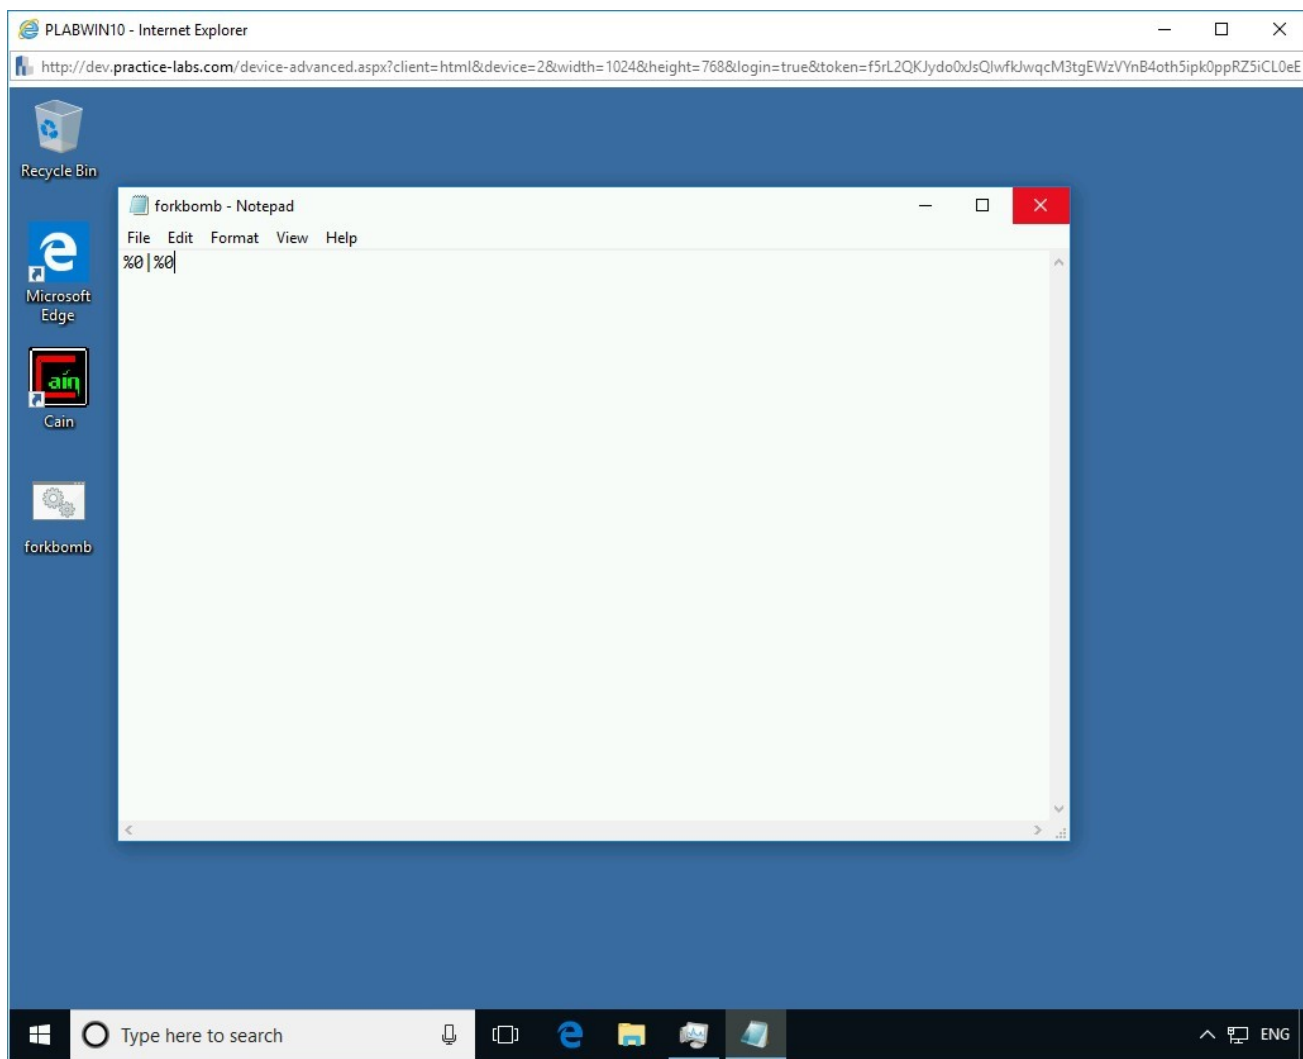 PLABWIN10 - Internet Explorer
http://dev.practice-labs.com/device-advanced.aspx?client=html&device=2&width=1024&height=768&login=true&token=f5rL2QKJydo0xJsQlwfkJwqcM3tgEWzVYnB4oth5ipk0ppRZ5iCL0eE
Recycle Bin
forkbomb - Notepad
File Edit Format View Help
%0|%0
Microsoft
Edge
Cain
Cain
forkbomb
Type here to search
ENG